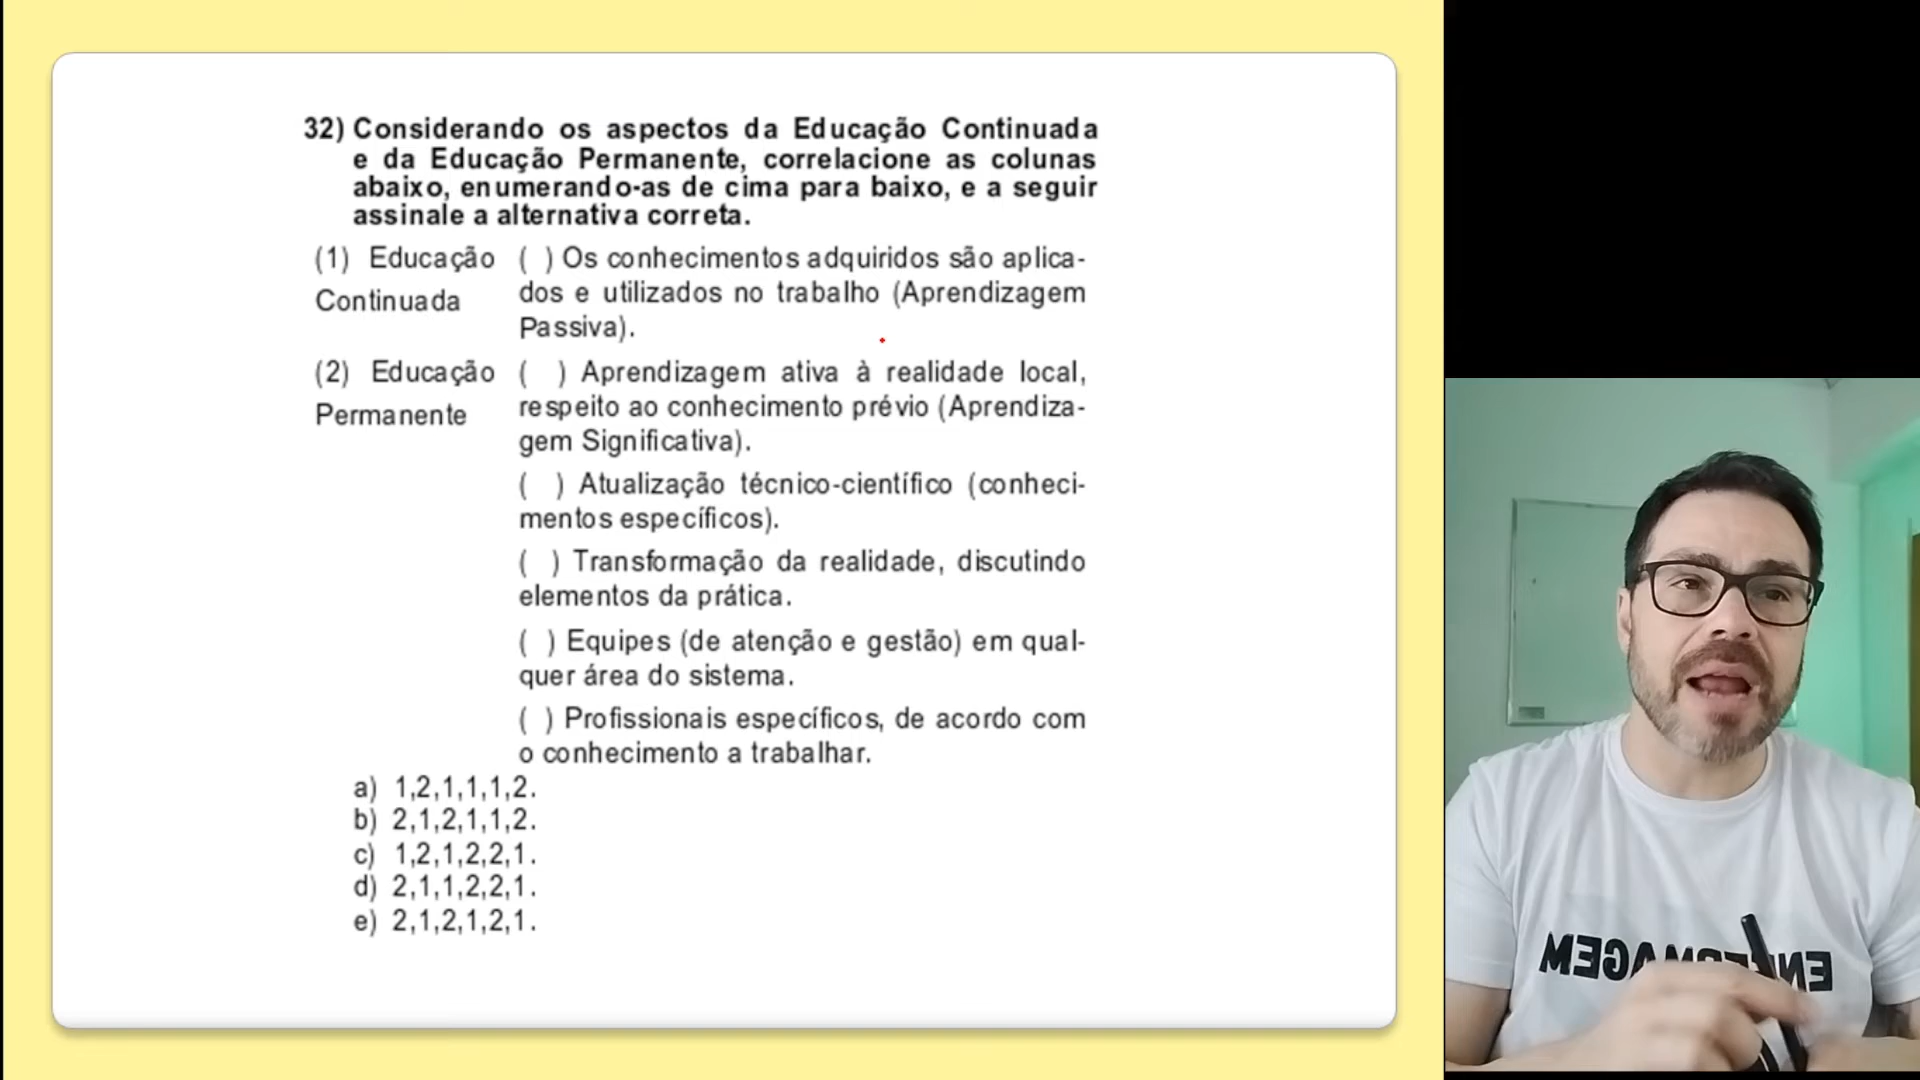 32) Considerando os aspectos da Educação Continuada
e da Educação Permanente, correlacione as colunas
abaixo, enumerando-as de cima para baixo, e a seguir
assinale a alternativa correta.
(1) Educação
Continuada
( ) Os conhecimentos adquiridos são aplica-
dos e utilizados no trabalho (Aprendizagem
Passiva).
(2) Educação
Permanente
( ) Aprendizagem ativa à realidade local,
respeito ao conhecimento prévio (Aprendiza-
gem Significativa).
( ) Atualização técnico-científico (conheci-
mentos específicos).
( ) Transformação da realidade, discutindo
elementos da prática.
( ) Equipes (de atenção e gestão) em qual-
quer área do sistema.
( ) Profissionais específicos, de acordo com
o conhecimento a trabalhar.
a) 1,2,1,1,1,2.
b) 2,1,2,1,1,2.
c) 1,2,1,2,2,1.
d) 2,1,1,2,2,1.
e) 2,1,2,1,2,1.
ENFERMAGEM